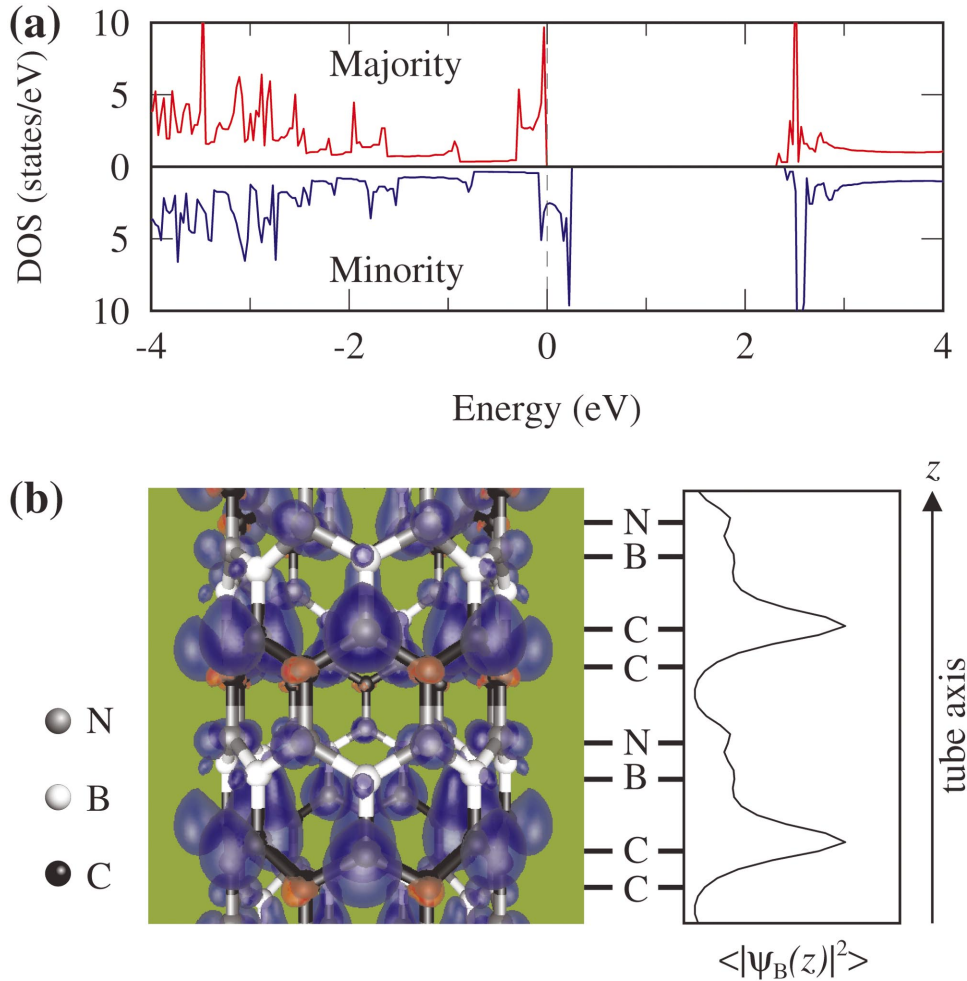 (a)
DOS (states/eV)
10
5
0
5
10
Majority
Minority
-4
-2
0
2
4
Energy (eV)
(b)
N
B
C
N
B
C
C
N
B
C
C
z
tube axis
<|ψ_B(z)|²>